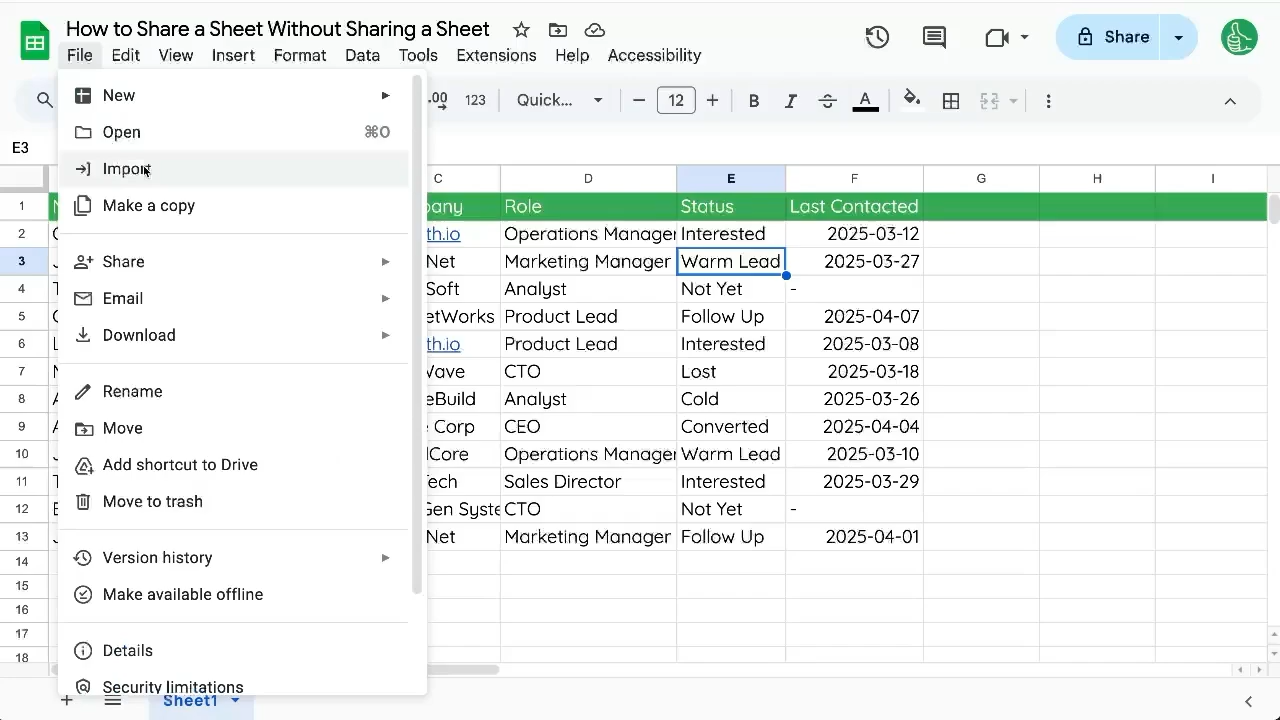 How to Share a Sheet Without Sharing a Sheet
File Edit View Insert Format Data Tools Extensions Help Accessibility
Share
.00 123 Quick... 12 B I S A
E3
New
Open ⌘O
Import
Make a copy
Share
Email
Download
Rename
Move
Add shortcut to Drive
Move to trash
Version history
Make available offline
Details
Security limitations
C D E F G H I
1 pany Role Status Last Contacted
2 th.io Operations Manager Interested 2025-03-12
3 Net Marketing Manager Warm Lead 2025-03-27
4 Soft Analyst Not Yet -
5 etWorks Product Lead Follow Up 2025-04-07
6 th.io Product Lead Interested 2025-03-08
7 Wave CTO Lost 2025-03-18
8 eBuild Analyst Cold 2025-03-26
9 Corp CEO Converted 2025-04-04
10 lCore Operations Manager Warm Lead 2025-03-10
11 Tech Sales Director Interested 2025-03-29
12 Gen Syste CTO Not Yet -
13 Net Marketing Manager Follow Up 2025-04-01
14
15
16
17
18
Sheet1